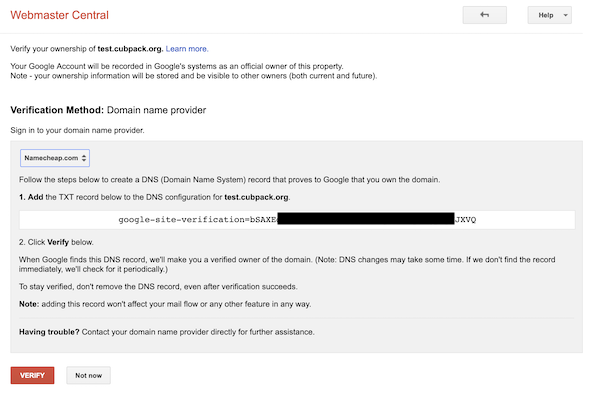 Webmaster Central
Help
Verify your ownership of test.cubpack.org. Learn more.
Your Google Account will be recorded in Google's systems as an official owner of this property.
Note - your ownership information will be stored and be visible to other owners (both current and future).
Verification Method: Domain name provider
Sign in to your domain name provider.
Namecheap.com
Follow the steps below to create a DNS (Domain Name System) record that proves to Google that you own the domain.
1. Add the TXT record below to the DNS configuration for test.cubpack.org.
google-site-verification=bSAXE JXVQ
2. Click Verify below.
When Google finds this DNS record, we'll make you a verified owner of the domain. (Note: DNS changes may take some time. If we don't find the record
immediately, we'll check for it periodically.)
To stay verified, don't remove the DNS record, even after verification succeeds.
Note: adding this record won't affect your mail flow or any other feature in any way.
Having trouble? Contact your domain name provider directly for further assistance.
VERIFY
Not now